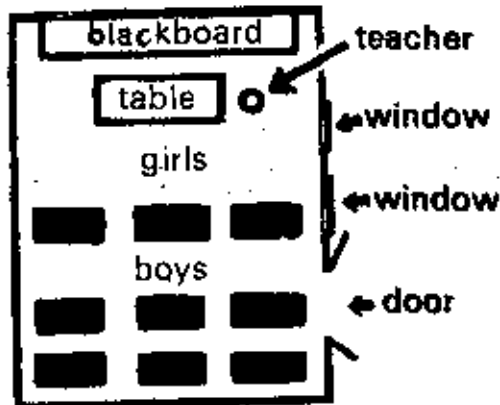 blackboard
teacher
table
window
girls
window
boys
door